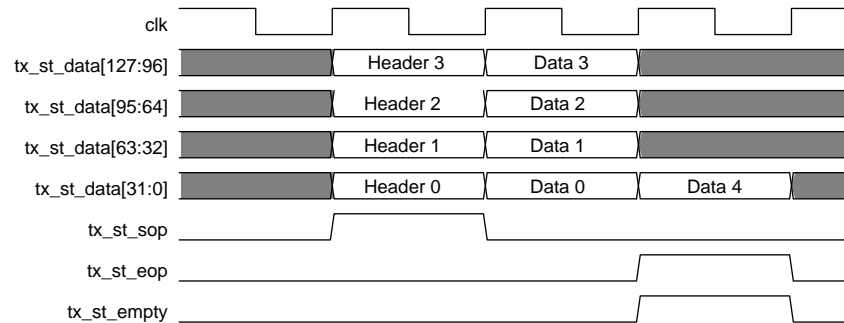 clk
tx_st_data[127:96] Header 3 Data 3
tx_st_data[95:64] Header 2 Data 2
tx_st_data[63:32] Header 1 Data 1
tx_st_data[31:0] Header 0 Data 0 Data 4
tx_st_sop
tx_st_eop
tx_st_empty